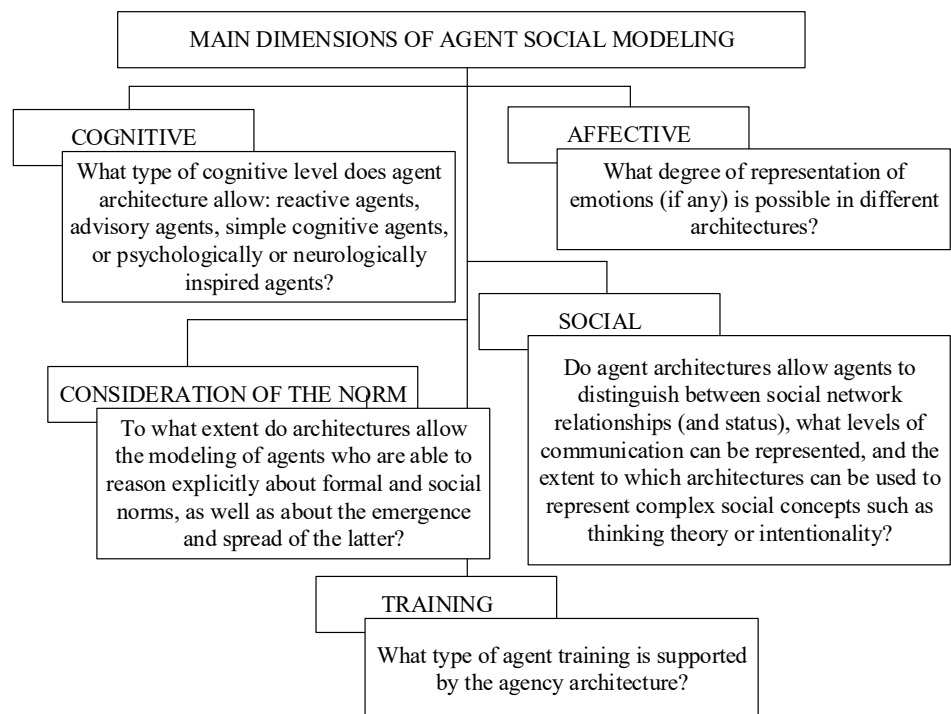 MAIN DIMENSIONS OF AGENT SOCIAL MODELING
COGNITIVE
What type of cognitive level does agent
architecture allow: reactive agents,
advisory agents, simple cognitive agents,
or psychologically or neurologically
inspired agents?
AFFECTIVE
What degree of representation of
emotions (if any) is possible in different
architectures?
SOCIAL
Do agent architectures allow agents to
distinguish between social network
relationships (and status), what levels of
communication can be represented, and the
extent to which architectures can be used to
represent complex social concepts such as
thinking theory or intentionality?
CONSIDERATION OF THE NORM
To what extent do architectures allow
the modeling of agents who are able to
reason explicitly about formal and social
norms, as well as about the emergence
and spread of the latter?
TRAINING
What type of agent training is supported
by the agency architecture?